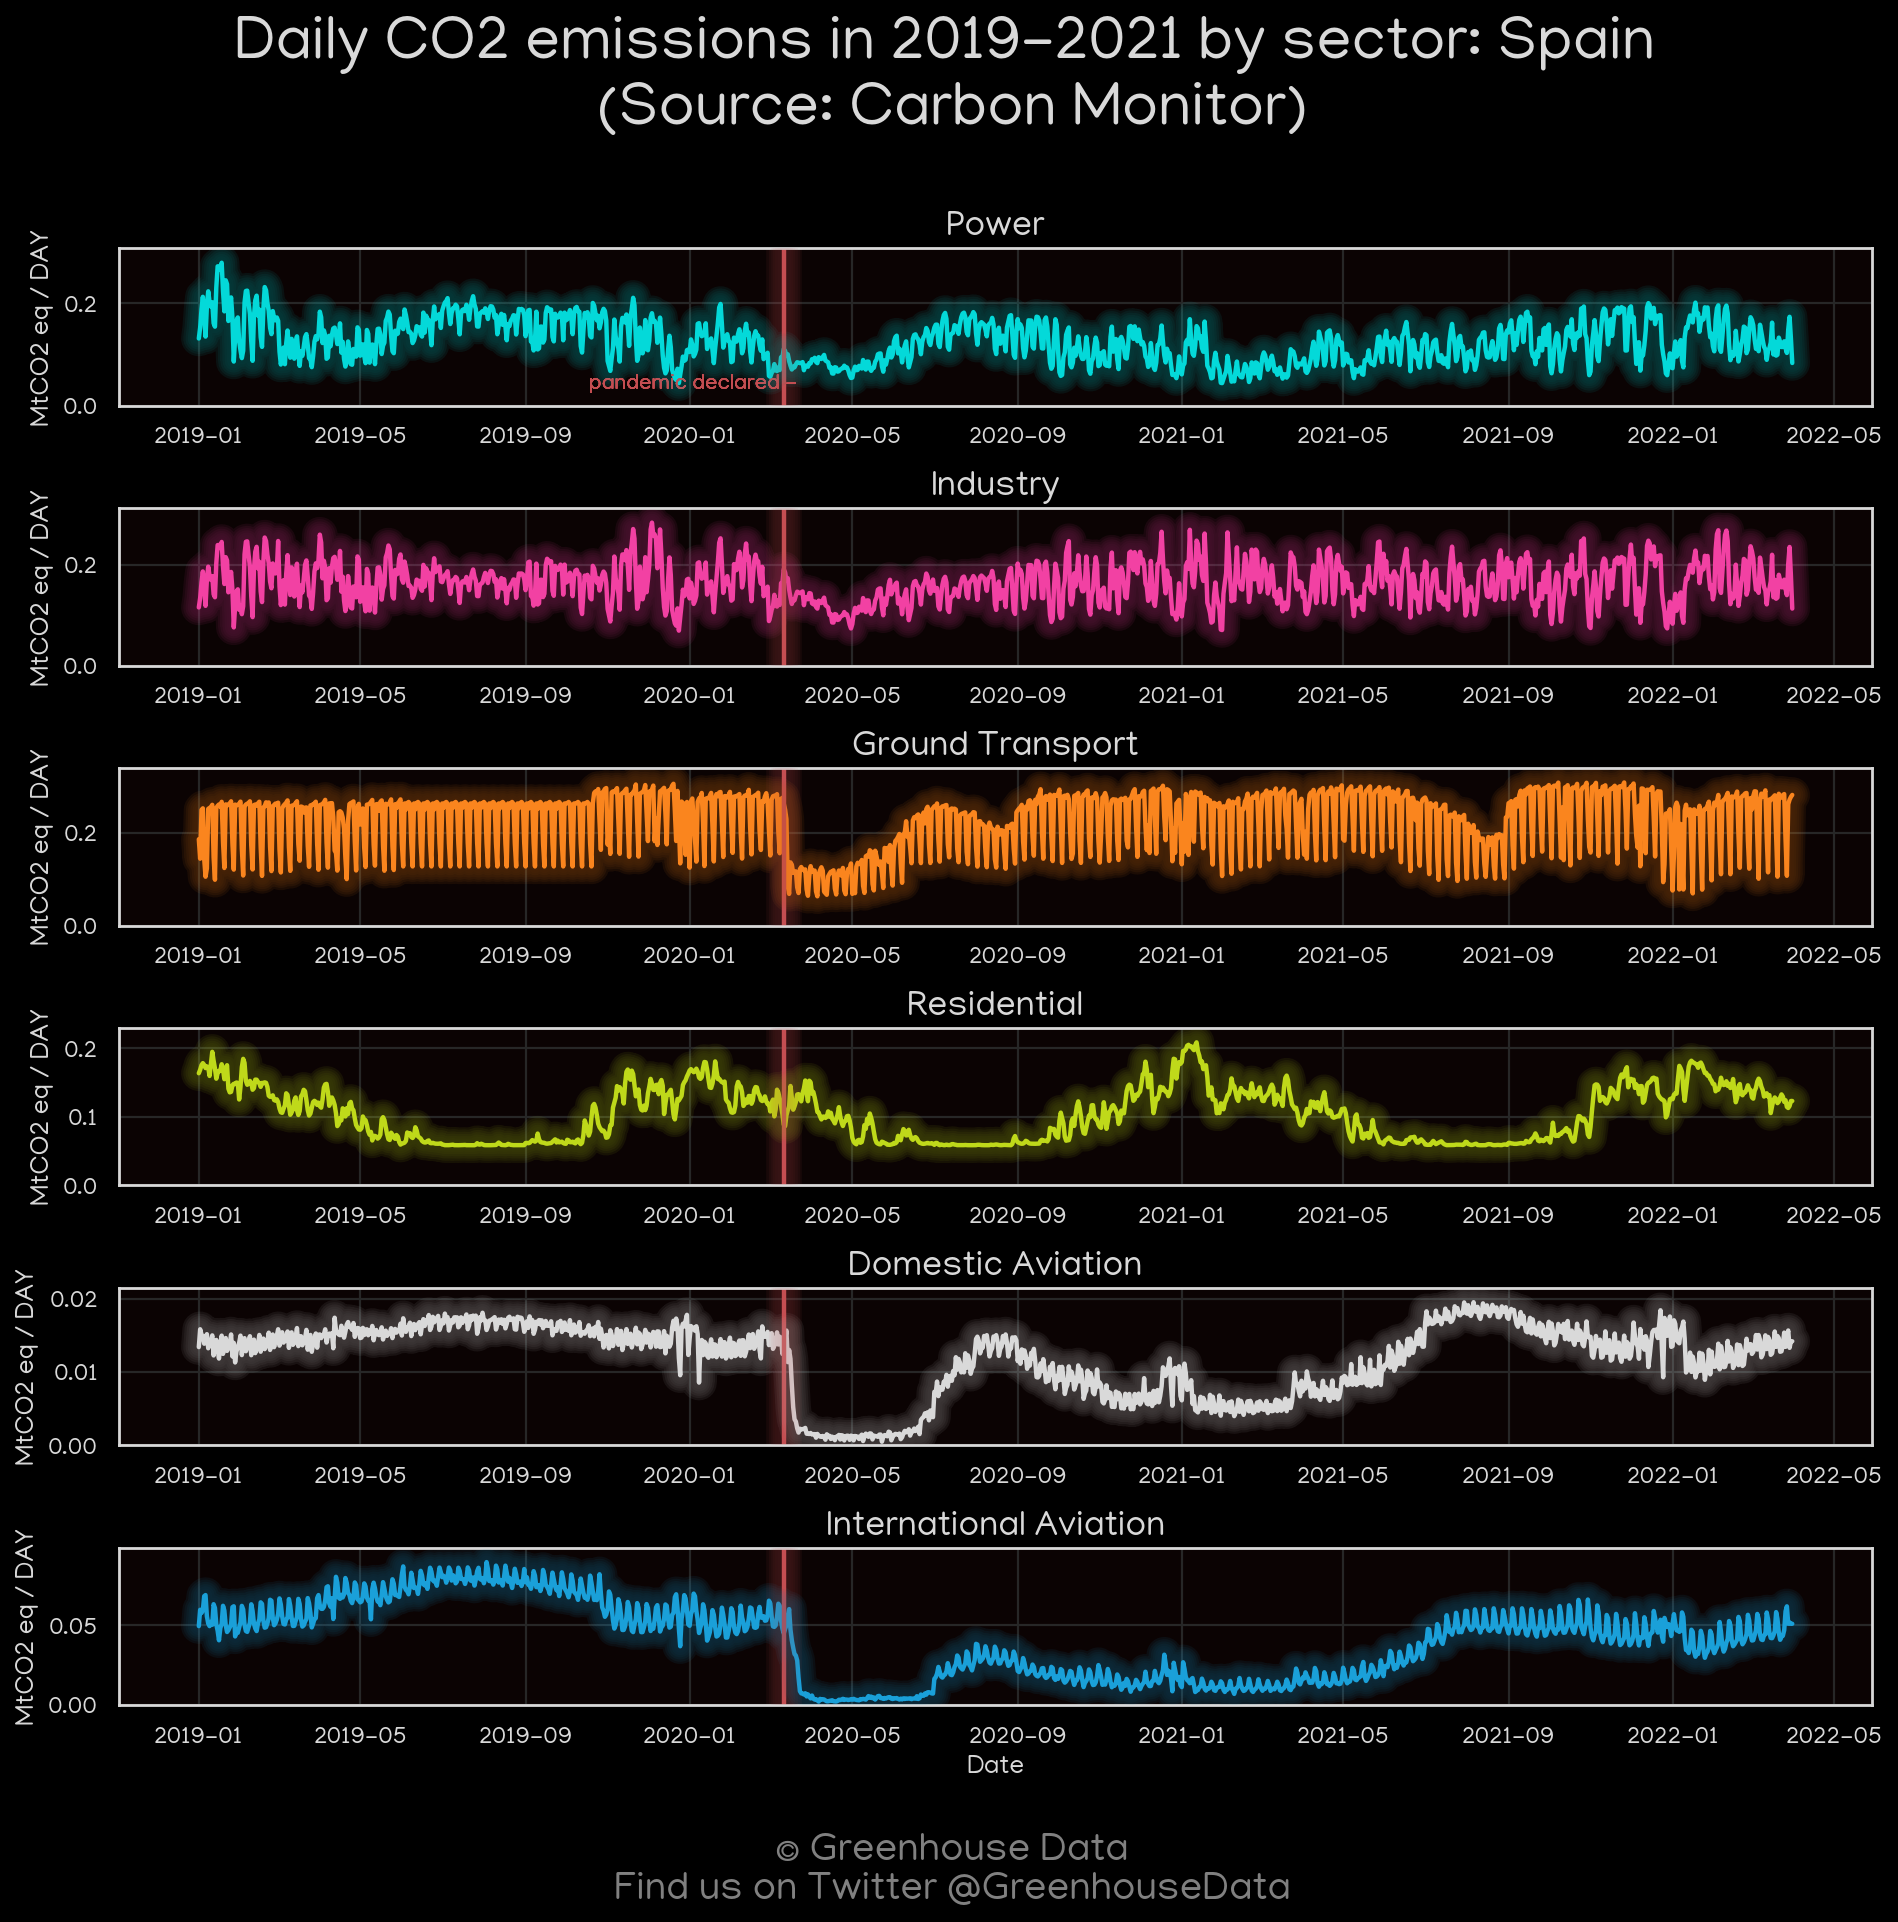 Daily CO2 emissions in 2019-2021 by sector: Spain
(Source: Carbon Monitor)
Power
MtCO2 eq / DAY
0.2
0.0
pandemic declared-
2019-01 2019-05 2019-09 2020-01 2020-05 2020-09 2021-01 2021-05 2021-09 2022-01 2022-05
Industry
MtCO2 eq / DAY
0.2
0.0
2019-01 2019-05 2019-09 2020-01 2020-05 2020-09 2021-01 2021-05 2021-09 2022-01 2022-05
Ground Transport
MtCO2 eq / DAY
0.2
0.0
2019-01 2019-05 2019-09 2020-01 2020-05 2020-09 2021-01 2021-05 2021-09 2022-01 2022-05
Residential
MtCO2 eq / DAY
0.2
0.1
0.0
2019-01 2019-05 2019-09 2020-01 2020-05 2020-09 2021-01 2021-05 2021-09 2022-01 2022-05
Domestic Aviation
MtCO2 eq / DAY
0.02
0.01
0.00
2019-01 2019-05 2019-09 2020-01 2020-05 2020-09 2021-01 2021-05 2021-09 2022-01 2022-05
International Aviation
MtCO2 eq / DAY
0.05
0.00
2019-01 2019-05 2019-09 2020-01 2020-05 2020-09 2021-01 2021-05 2021-09 2022-01 2022-05
Date
© Greenhouse Data
Find us on Twitter @GreenhouseData